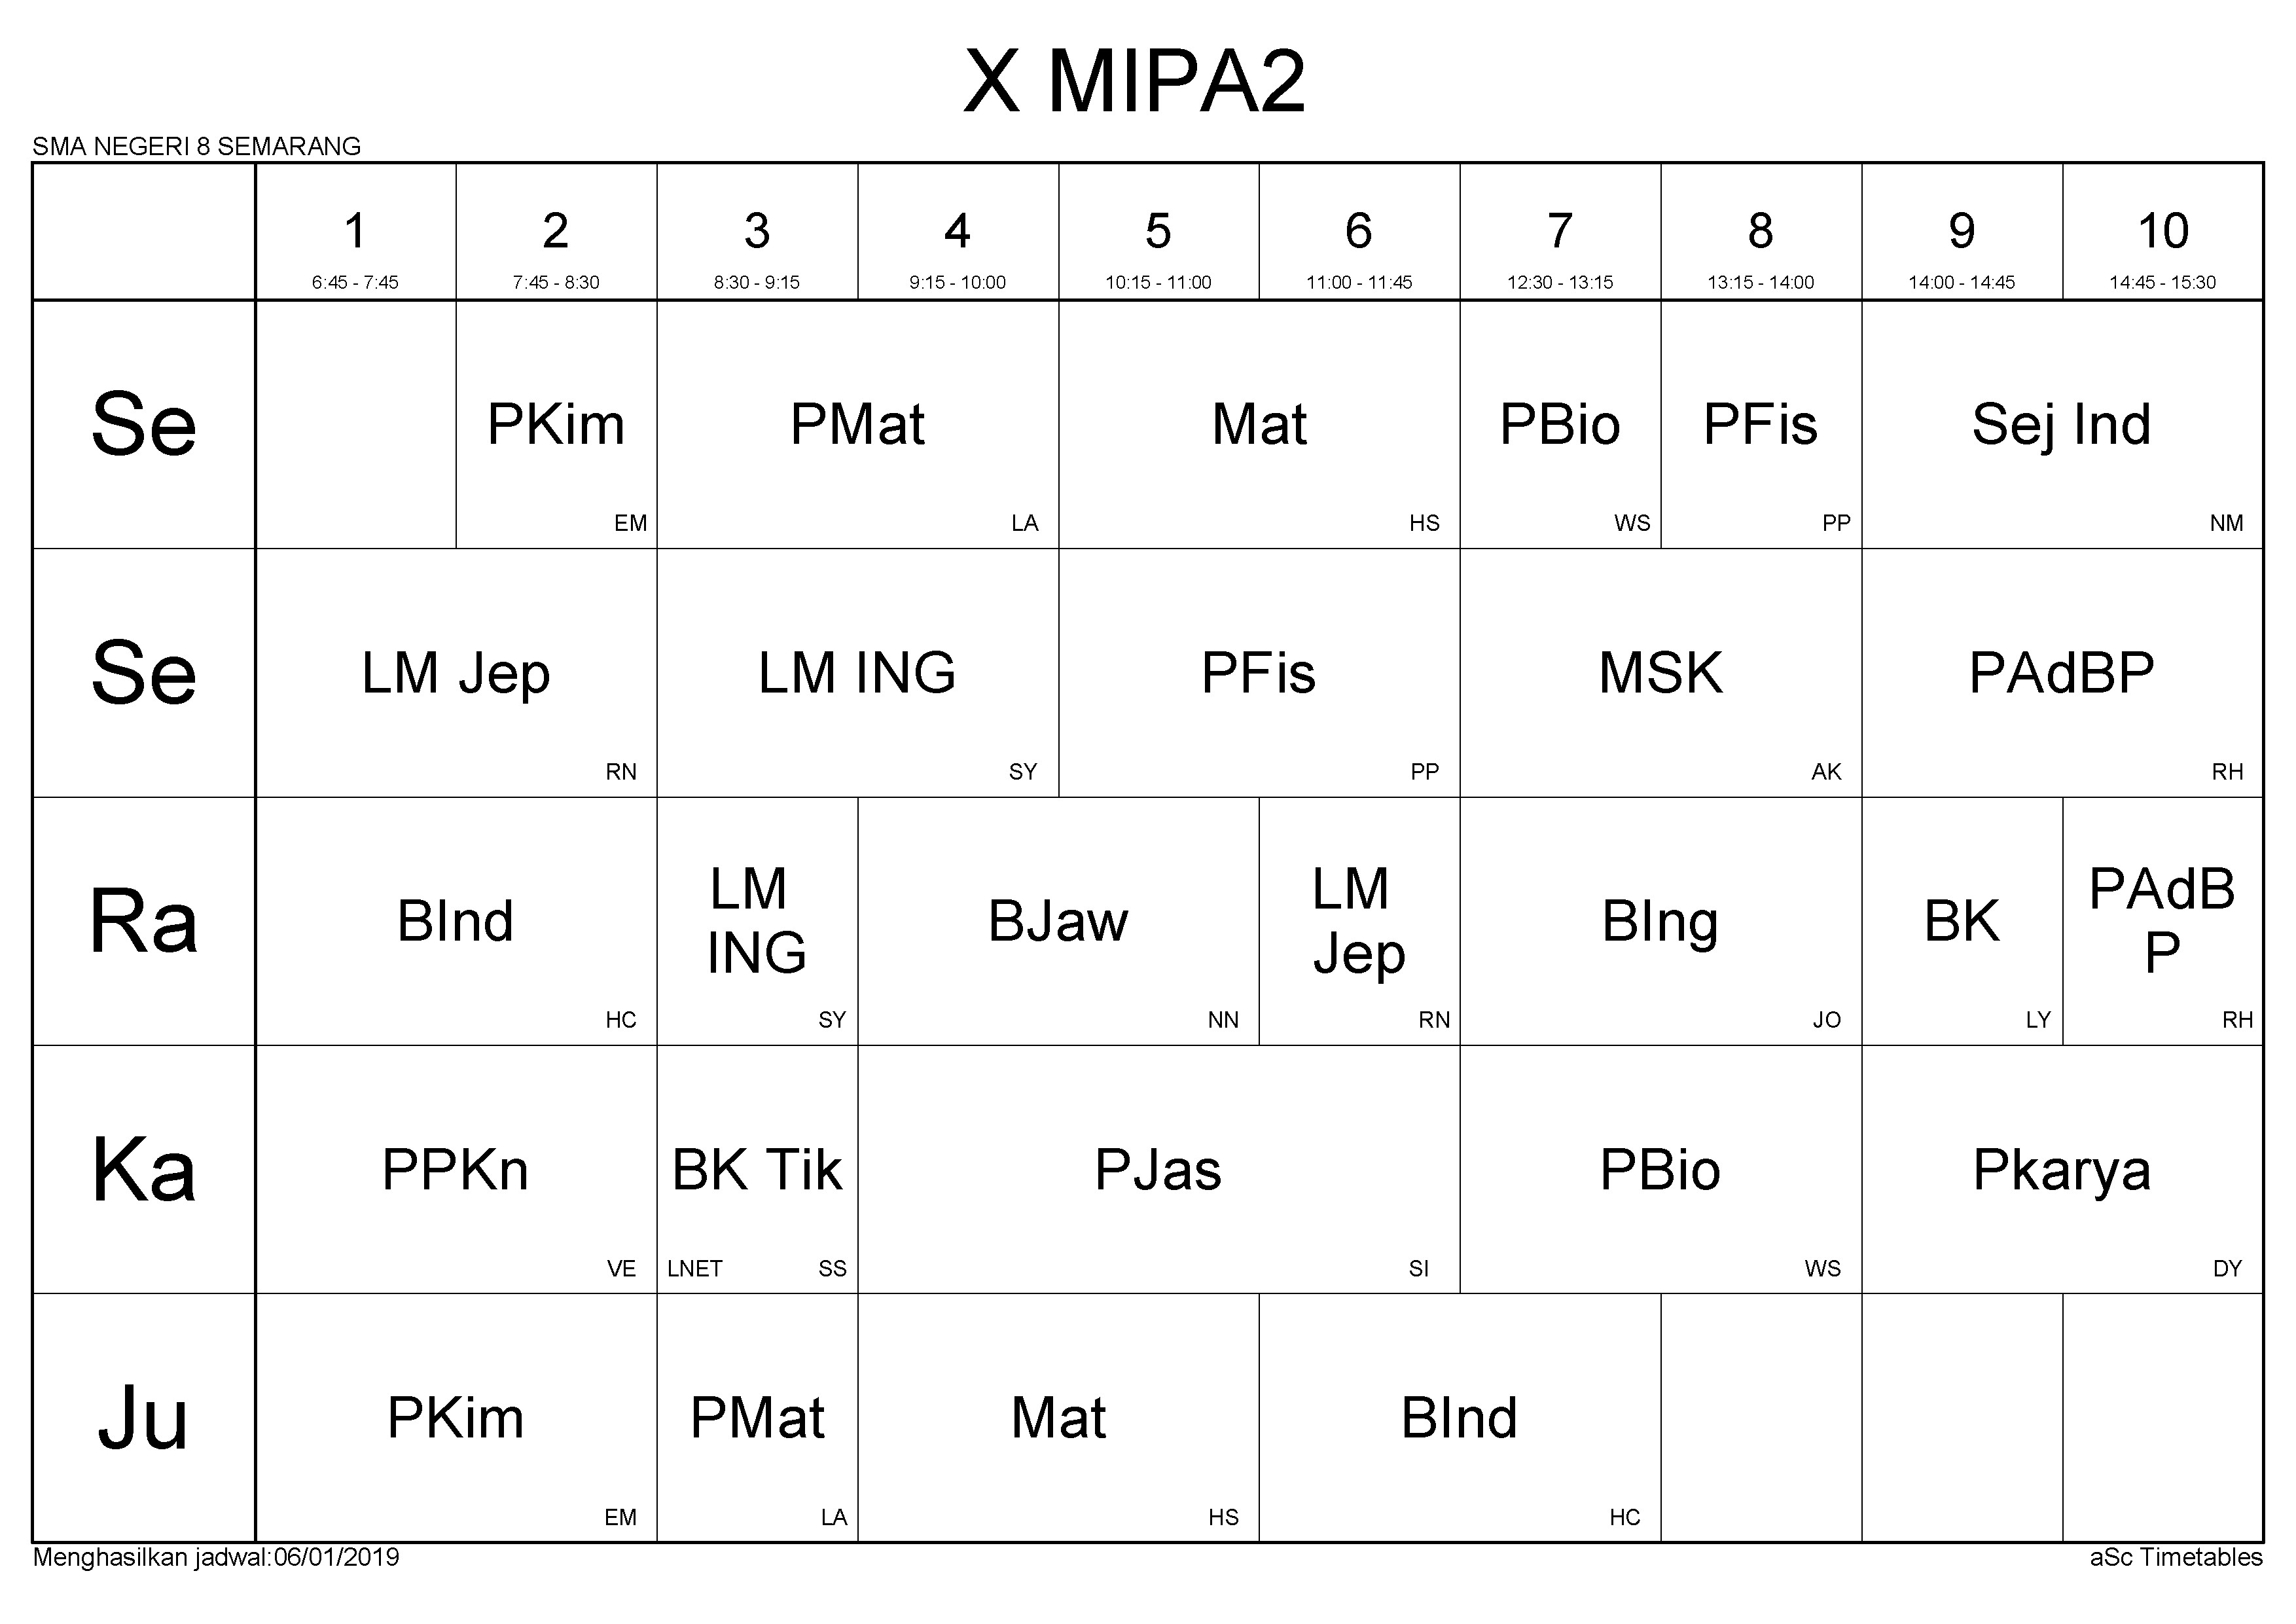 X MIPA2
SMA NEGERI 8 SEMARANG
1 2 3 4 5 6 7 8 9 10
6:45 - 7:45 7:45 - 8:30 8:30 - 9:15 9:15 - 10:00 10:15 - 11:00 11:00 - 11:45 12:30 - 13:15 13:15 - 14:00 14:00 - 14:45 14:45 - 15:30
Se PKim PMat Mat PBio PFis Sej Ind
EM LA HS WS PP NM
Se LM Jep LM ING PFis MSK PAdBP
RN SY PP AK RH
Ra BInd LM ING BJaw LM Jep BIng BK PAdB P
HC SY NN RN JO LY RH
Ka PPKn BK Tik PJas PBio Pkarya
VE LNET SS SI WS DY
Ju PKim PMat Mat BInd
EM LA HS HC
Menghasilkan jadwal:06/01/2019 aSc Timetables